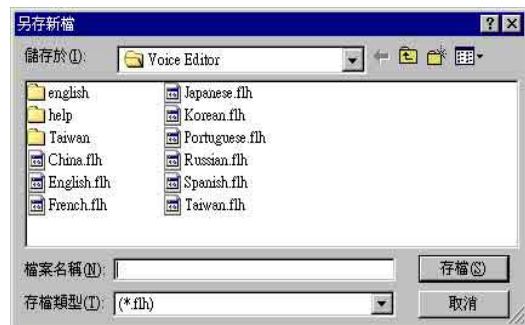 另存新檔
儲存於(I): Voice Editor
english
help
Taiwan
China.flh
English.flh
French.flh
Japanese.flh
Korean.flh
Portuguese.flh
Russian.flh
Spanish.flh
Taiwan.flh
檔案名稱(N):
存檔(S)
存檔類型(T): (*.flh)
取消